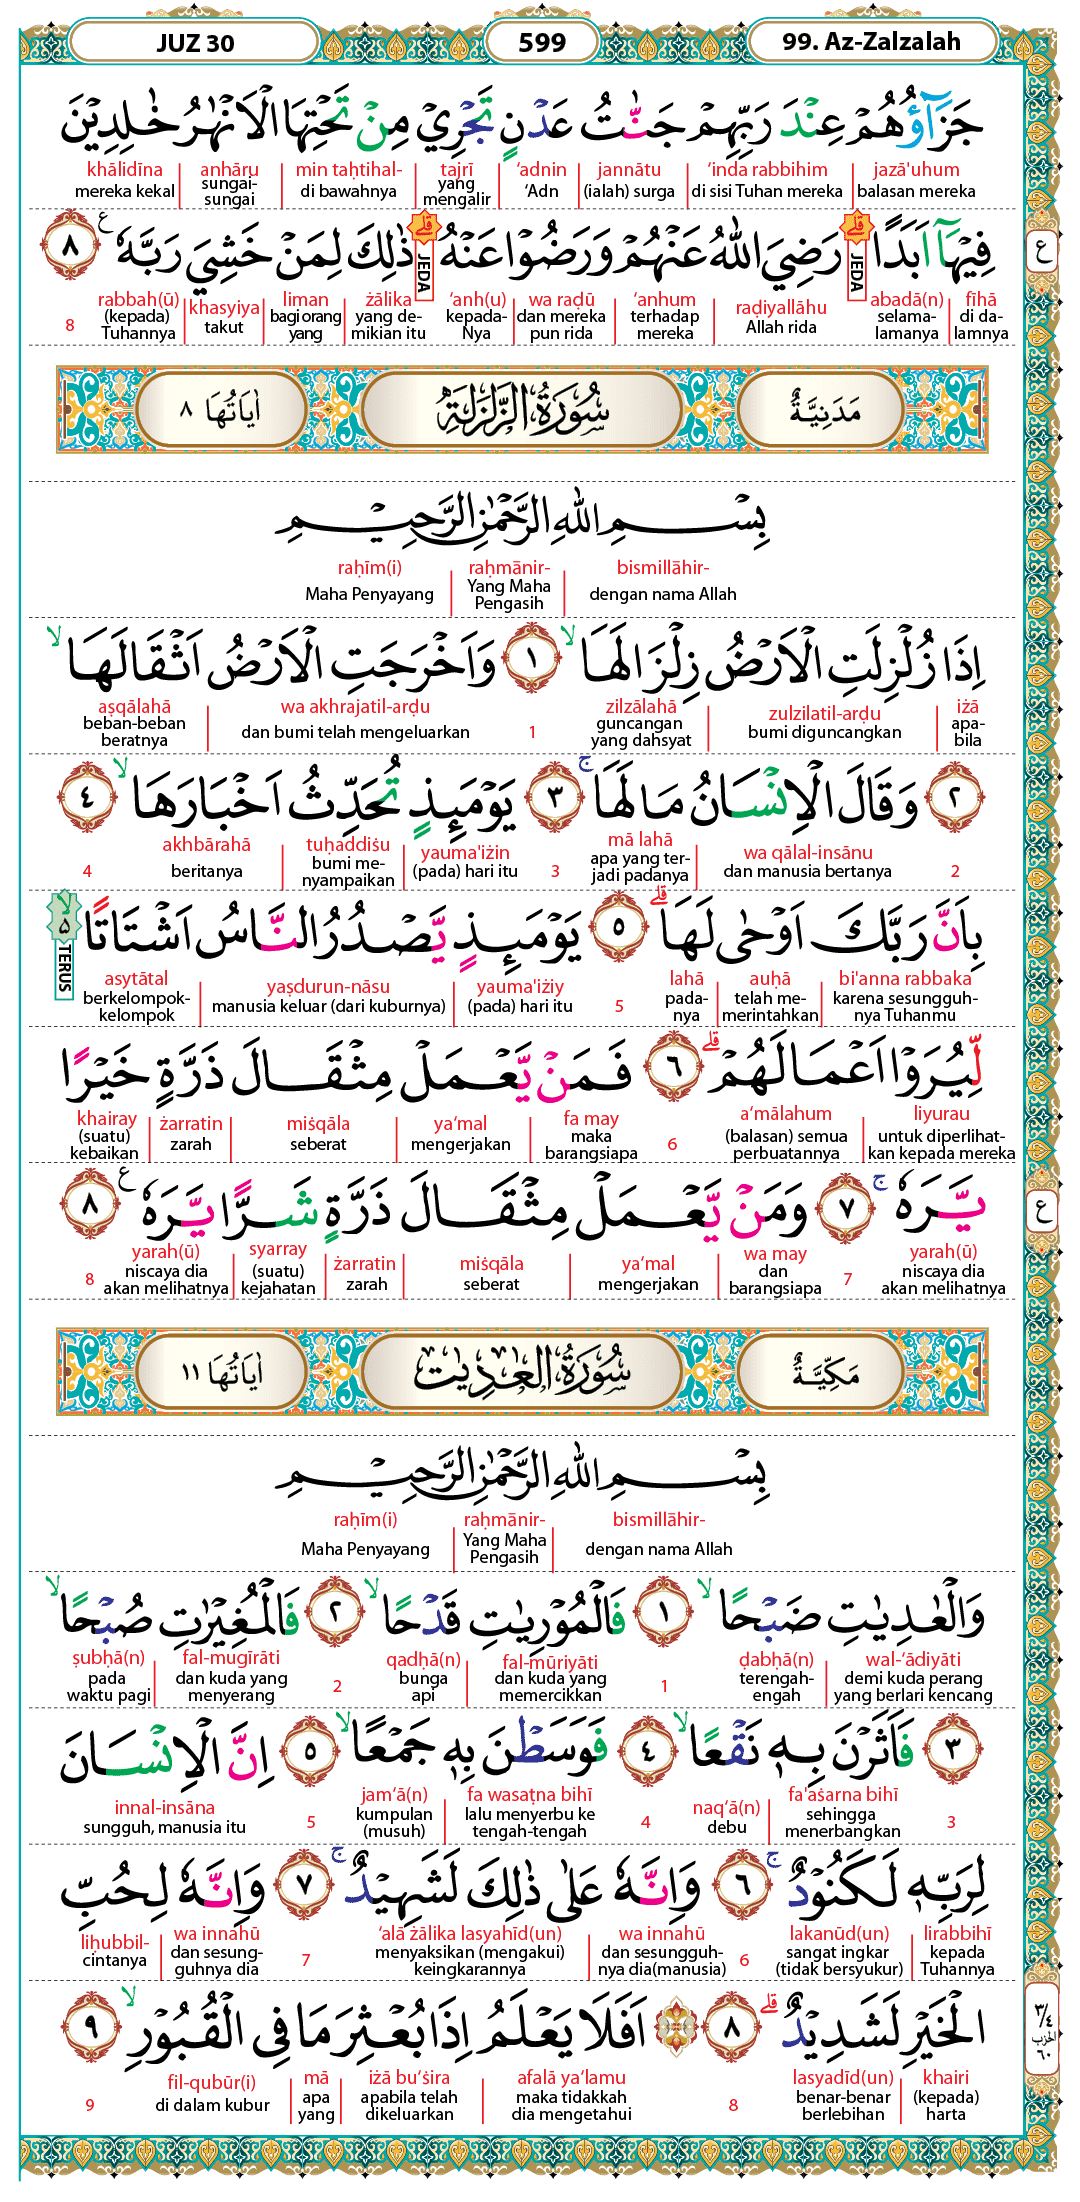 JUZ 30 599 99. Az-Zalzalah
جَزَاۤؤُهُمْ عِنْدَ رَبِّهِمْ جَنّٰتُ عَدْنٍ تَجْرِيْ مِنْ تَحْتِهَا الْاَنْهٰرُ خٰلِدِيْنَ
jazā'uhum ‘inda rabbihim jannātu ‘adnin tajrī min taḥtihal- anhāru khālidīna
balasan mereka di sisi Tuhan mereka (ialah) surga ‘Adn yang mengalir di bawahnya sungai-sungai mereka kekal
فِيْهَآ اَبَدًا ۗ رَضِيَ اللّٰهُ عَنْهُمْ وَرَضُوْا عَنْهُ ۗ ذٰلِكَ لِمَنْ خَشِيَ رَبَّهٗ ࣖ ٨
JEDA JEDA
fīhā abadā(n) raḍiyallāhu ‘anhum wa raḍū ‘anh(u) żālika liman khasyiya rabbah(ū) 8
di dalamnya selama-lamanya Allah rida terhadap mereka dan mereka pun rida kepada-Nya yang demikian itu bagi orang yang takut (kepada) Tuhannya
مَدَنِيَّةٌ سُوْرَةُ الزَّلْزَلَةِ اٰيَاتُهَا ٨
بِسْمِ اللّٰهِ الرَّحْمٰنِ الرَّحِيْمِ
bismillāhir- raḥmānir- raḥīm(i)
dengan nama Allah Yang Maha Pengasih Maha Penyayang
اِذَا زُلْزِلَتِ الْاَرْضُ زِلْزَالَهَا ۙ ١ وَاَخْرَجَتِ الْاَرْضُ اَثْقَالَهَا ۙ
iżā zulzilatil-arḍu zilzālahā 1 wa akhrajatil-arḍu aṣqālahā
apabila bumi diguncangkan guncangan yang dahsyat dan bumi telah mengeluarkan beban-beban beratnya
٢ وَقَالَ الْاِنْسَانُ مَا لَهَا ۚ ٣ يَوْمَىِٕذٍ تُحَدِّثُ اَخْبَارَهَا ۙ ٤
2 wa qālal-insānu mā lahā 3 yauma'iżin tuḥaddiṡu akhbārahā 4
dan manusia bertanya apa yang terjadi padanya (pada) hari itu bumi menyampaikan beritanya
بِاَنَّ رَبَّكَ اَوْحٰى لَهَا ۗ ٥ يَوْمَىِٕذٍ يَّصْدُرُ النَّاسُ اَشْتَاتًا ۙ ٥
TERUS
bi'anna rabbaka auḥā lahā 5 yauma'iżiy yaṣdurun-nāsu asytātal
karena sesungguhnya Tuhanmu telah memerintahkan padanya (pada) hari itu manusia keluar (dari kuburnya) berkelompok-kelompok
لِّيُرَوْا اَعْمَالَهُمْ ۗ ٦ فَمَنْ يَّعْمَلْ مِثْقَالَ ذَرَّةٍ خَيْرًا
liyurau a‘mālahum 6 fa may ya‘mal miṡqāla żarratin khairay
untuk diperlihatkan kepada mereka (balasan) semua perbuatannya maka barangsiapa mengerjakan seberat zarah (suatu) kebaikan
يَّرَهٗ ۚ ٧ وَمَنْ يَّعْمَلْ مِثْقَالَ ذَرَّةٍ شَرًّا يَّرَهٗ ࣖ ٨
yarah(ū) 7 wa may ya‘mal miṡqāla żarratin syarray yarah(ū) 8
niscaya dia akan melihatnya dan barangsiapa mengerjakan seberat zarah (suatu) kejahatan niscaya dia akan melihatnya
مَكِّيَّةٌ سُوْرَةُ الْعٰدِيٰتِ اٰيَاتُهَا ١١
بِسْمِ اللّٰهِ الرَّحْمٰنِ الرَّحِيْمِ
bismillāhir- raḥmānir- raḥīm(i)
dengan nama Allah Yang Maha Pengasih Maha Penyayang
وَالْعٰدِيٰتِ ضَبْحًا ۙ ١ فَالْمُوْرِيٰتِ قَدْحًا ۙ ٢ فَالْمُغِيْرٰتِ صُبْحًا ۙ
wal-‘ādiyāti ḍabḥā(n) 1 fal-mūriyāti qadḥā(n) 2 fal-mugīrāti ṣubḥā(n)
demi kuda perang yang berlari kencang terengah-engah dan kuda yang memercikkan bunga api dan kuda yang menyerang pada waktu pagi
٣ فَاَثَرْنَ بِهٖ نَقْعًا ۙ ٤ فَوَسَطْنَ بِهٖ جَمْعًا ۙ ٥ اِنَّ الْاِنْسَانَ
3 fa'aṡarna bihī naq‘ā(n) 4 fa wasaṭna bihī jam‘ā(n) 5 innal-insāna
sehingga menerbangkan debu lalu menyerbu ke tengah-tengah kumpulan (musuh) sungguh, manusia itu
لِرَبِّهٖ لَكَنُوْدٌ ۚ ٦ وَاِنَّهٗ عَلٰى ذٰلِكَ لَشَهِيْدٌ ۚ ٧ وَاِنَّهٗ لِحُبِّ
lirabbihī lakanūd(un) 6 wa innahū ‘alā żālika lasyahīd(un) 7 wa innahū liḥubbil-
kepada Tuhannya sangat ingkar (tidak bersyukur) dan sesungguhnya dia(manusia) menyaksikan (mengakui) keingkarannya dan sesungguhnya dia cintanya
الْخَيْرِ لَشَدِيْدٌ ۗ ٨ ۞ اَفَلَا يَعْلَمُ اِذَا بُعْثِرَ مَا فِى الْقُبُوْرِ ۙ ٩
khairi lasyadīd(un) 8 afalā ya‘lamu iżā bu‘ṡira mā fil-qubūr(i) 9
(kepada) harta benar-benar berlebihan maka tidakkah dia mengetahui apabila telah dikeluarkan apa yang di dalam kubur
ع
ع
٣/٤
الحزب
٦٠